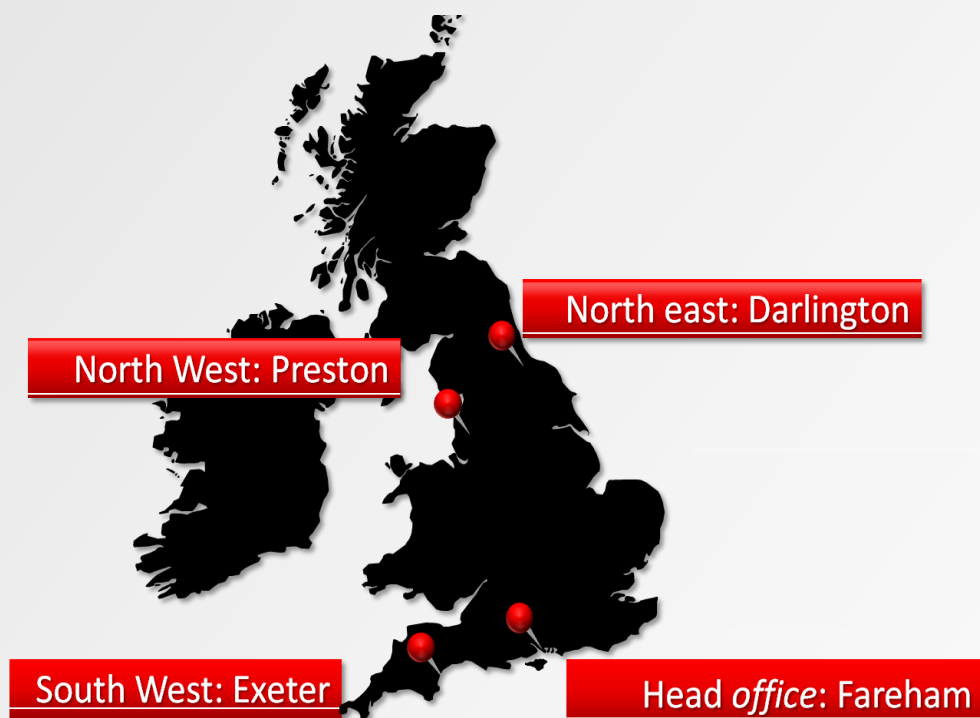 North east: Darlington
North West: Preston
South West: Exeter
Head office: Fareham